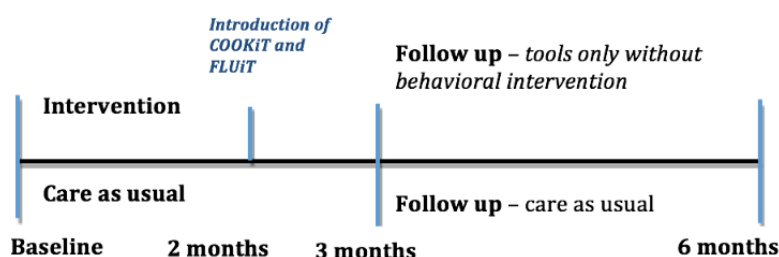 Introduction of
COOKiT and
FLUiT
Follow up – tools only without
behavioral intervention
Intervention
Care as usual
Follow up – care as usual
Baseline
2 months
3 months
6 months